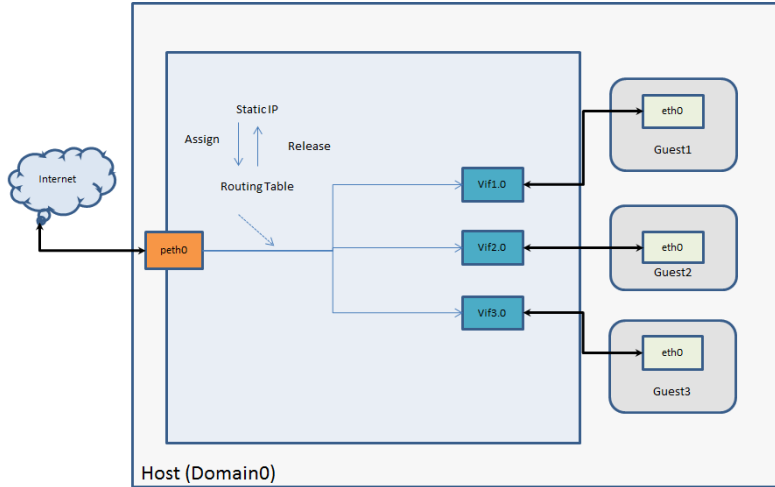 Static IP
Assign
Release
Routing Table
Internet
peth0
Vif1.0
Vif2.0
Vif3.0
eth0
Guest1
eth0
Guest2
eth0
Guest3
Host (Domain0)